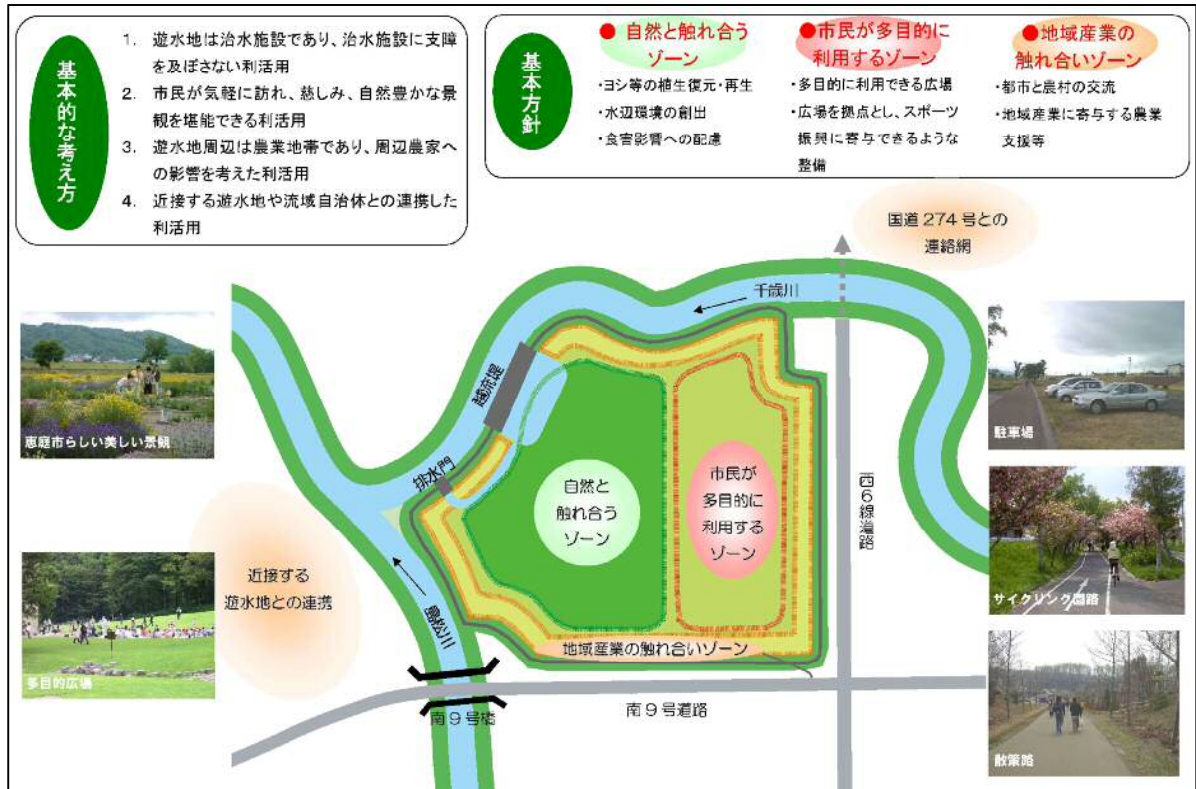 基本的な考え方
1. 遊水地は治水施設であり、治水施設に支障
を及ぼさない利活用
2. 市民が気軽に訪れ、慈しみ、自然豊かな景
観を堪能できる利活用
3. 遊水地周辺は農業地帯であり、周辺農家へ
の影響を考えた利活用
4. 近接する遊水地や流域自治体との連携した
利活用
基本方針
●自然と触れ合う
ゾーン
・ヨシ等の植生復元・再生
・水辺環境の創出
・食害影響への配慮
●市民が多目的に
利用するゾーン
・多目的に利用できる広場
・広場を拠点とし、スポーツ
振興に寄与できるような
整備
●地域産業の
触れ合いゾーン
・都市と農村の交流
・地域産業に寄与する農業
支援等
国道274号との
連絡網
千歳川
越流堤
排水門
恵庭市らしい美しい景観
駐車場
自然と
触れ合う
ゾーン
市民が
多目的に
利用する
ゾーン
西6線道路
近接する
遊水地との連携
島松川
サイクリング園路
多目的広場
地域産業の触れ合いゾーン
南9号橋
南9号道路
散策路